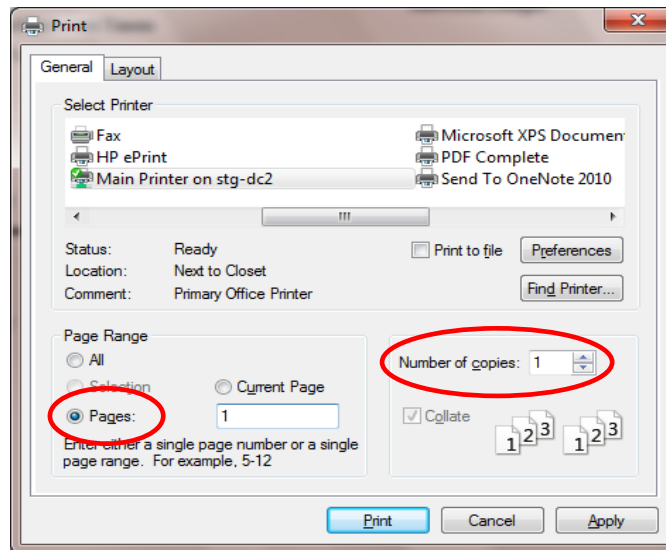 Print
General Layout
Select Printer
Fax
HP ePrint
Main Printer on stg-dc2
Microsoft XPS Documen
PDF Complete
Send To OneNote 2010
Status: Ready
Location: Next to Closet
Comment: Primary Office Printer
Print to file
Preferences
Find Printer...
Page Range
All
Selection
Current Page
Pages: 1
Enter either a single page number or a single
page range. For example, 5-12
Number of copies: 1
Collate
1 2 3 1 2 3
Print Cancel Apply